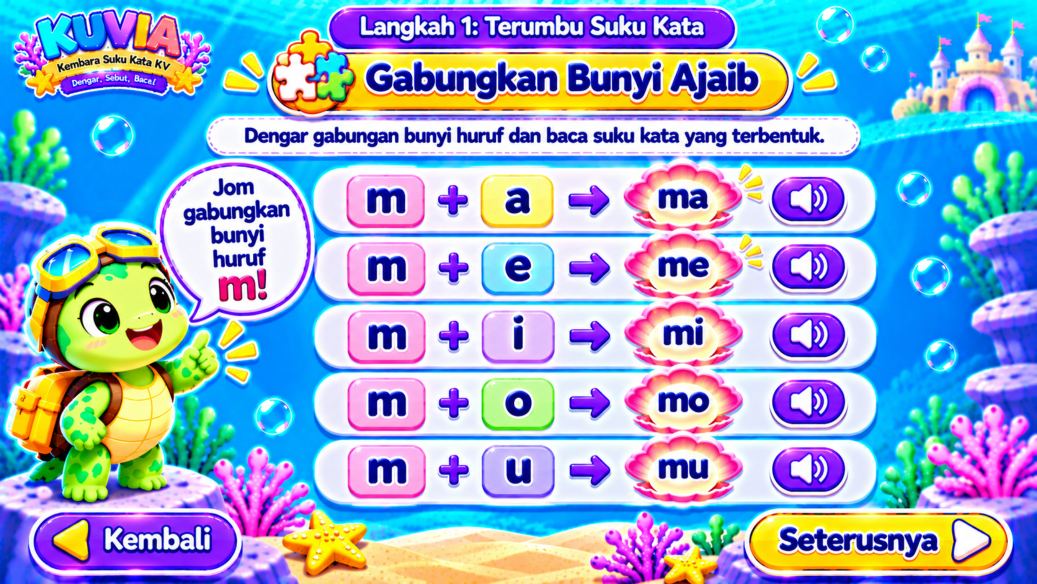 KUVIA
Kembara Suku Kata KV
Dengar, Sebut, Baca!
Langkah 1: Terumbu Suku Kata
Gabungkan Bunyi Ajaib
Dengar gabungan bunyi huruf dan baca suku kata yang terbentuk.
Jom
gabungkan
bunyi
huruf
m!
m + a ma
m + e me
m + i mi
m + o mo
m + u mu
Kembali
Seterusnya